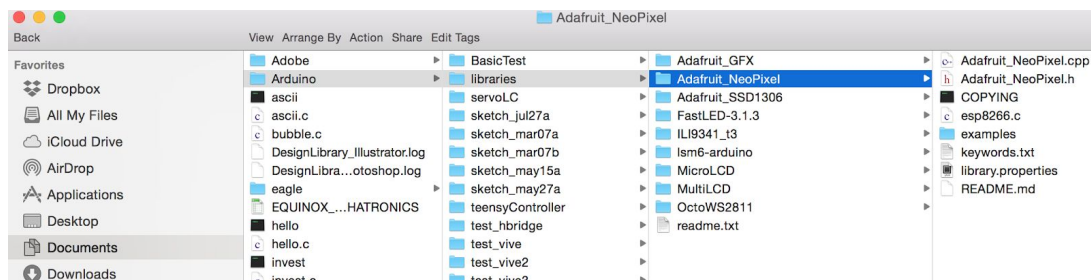 Adafruit_NeoPixel
Back
View Arrange By Action Share Edit Tags
Favorites
Dropbox
All My Files
iCloud Drive
AirDrop
Applications
Desktop
Documents
Downloads
Adobe
Arduino
ascii
ascii.c
bubble.c
DesignLibrary_Illustrator.log
DesignLibra...otoshop.log
eagle
EQUINOX_...HATRONICS
hello
hello.c
invest
BasicTest
libraries
servoLC
sketch_jul27a
sketch_mar07a
sketch_mar07b
sketch_may15a
sketch_may27a
teensyController
test_hbridge
test_vive
test_vive2
Adafruit_GFX
Adafruit_NeoPixel
Adafruit_SSD1306
FastLED-3.1.3
ILI9341_t3
lsm6-arduino
MicroLCD
MultiLCD
OctoWS2811
readme.txt
Adafruit_NeoPixel.cpp
Adafruit_NeoPixel.h
COPYING
esp8266.c
examples
keywords.txt
library.properties
README.md